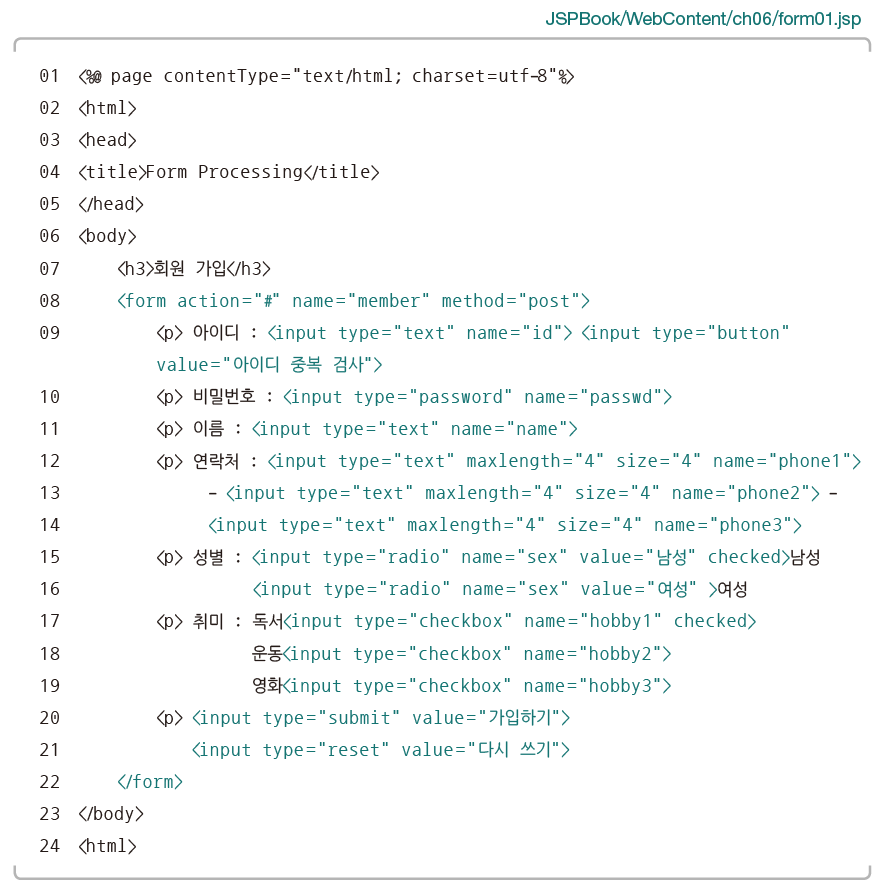 JSPBook/WebContent/ch06/form01.jsp
01 <%@ page contentType="text/html; charset=utf-8"%>
02 <html>
03 <head>
04 <title>Form Processing</title>
05 </head>
06 <body>
07 <h3>회원 가입</h3>
08 <form action="#" name="member" method="post">
09 <p> 아이디 : <input type="text" name="id"> <input type="button"
value="아이디 중복 검사">
10 <p> 비밀번호 : <input type="password" name="passwd">
11 <p> 이름 : <input type="text" name="name">
12 <p> 연락처 : <input type="text" maxlength="4" size="4" name="phone1">
13 - <input type="text" maxlength="4" size="4" name="phone2"> -
14 <input type="text" maxlength="4" size="4" name="phone3">
15 <p> 성별 : <input type="radio" name="sex" value="남성" checked>남성
16 <input type="radio" name="sex" value="여성" >여성
17 <p> 취미 : 독서<input type="checkbox" name="hobby1" checked>
18 운동<input type="checkbox" name="hobby2">
19 영화<input type="checkbox" name="hobby3">
20 <p> <input type="submit" value="가입하기">
21 <input type="reset" value="다시 쓰기">
22 </form>
23 </body>
24 <html>